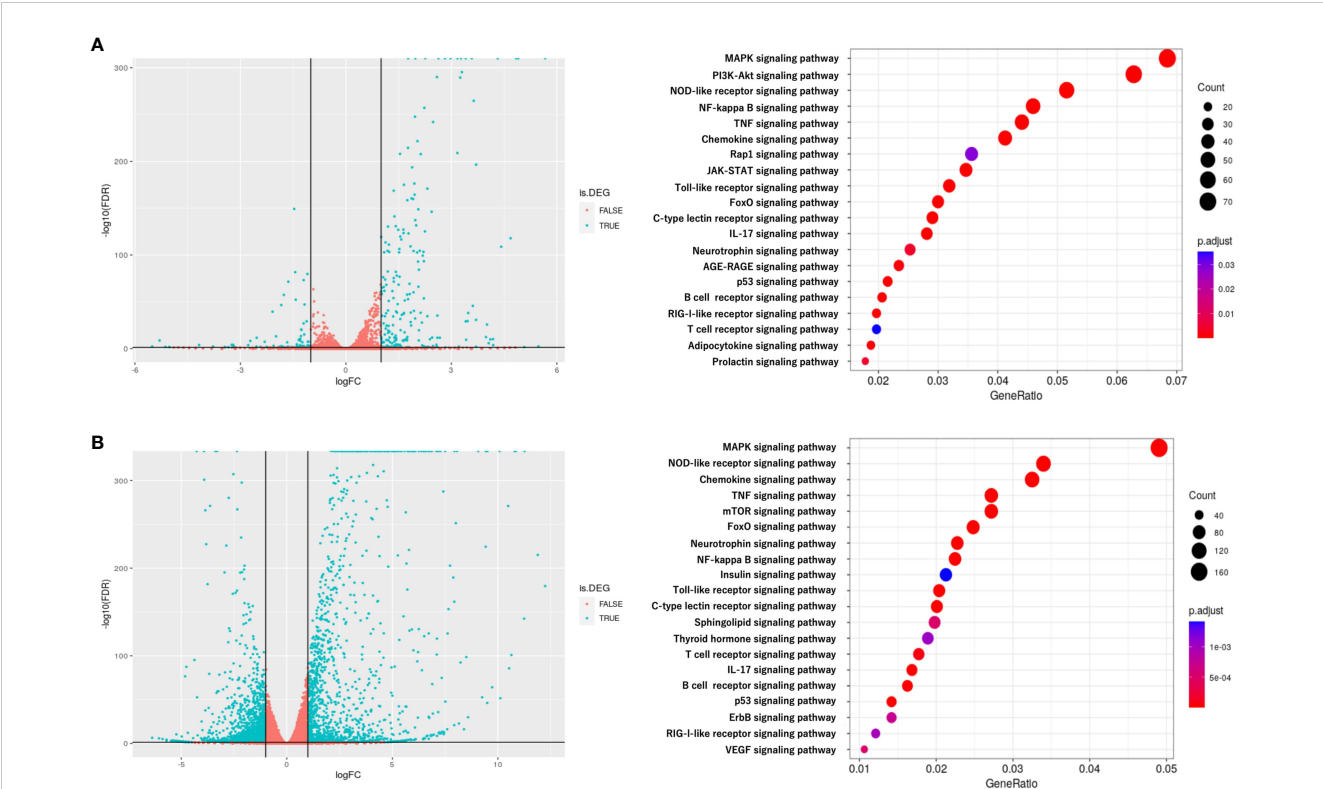 A
300
200
100
0
-log10(FDR)
-6
-3
0
3
6
logFC
is.DEG
FALSE
TRUE
MAPK signaling pathway
PI3K-Akt signaling pathway
NOD-like receptor signaling pathway
NF-kappa B signaling pathway
TNF signaling pathway
Chemokine signaling pathway
Rap1 signaling pathway
JAK-STAT signaling pathway
Toll-like receptor signaling pathway
FoxO signaling pathway
C-type lectin receptor signaling pathway
IL-17 signaling pathway
Neurotrophin signaling pathway
AGE-RAGE signaling pathway
p53 signaling pathway
B cell receptor signaling pathway
RIG-I-like receptor signaling pathway
T cell receptor signaling pathway
Adipocytokine signaling pathway
Prolactin signaling pathway
0.02
0.03
0.04
0.05
0.06
0.07
GeneRatio
Count
20
30
40
50
60
70
p.adjust
0.03
0.02
0.01
B
300
200
100
0
-log10(FDR)
-5
0
5
10
logFC
is.DEG
FALSE
TRUE
MAPK signaling pathway
NOD-like receptor signaling pathway
Chemokine signaling pathway
TNF signaling pathway
mTOR signaling pathway
FoxO signaling pathway
Neurotrophin signaling pathway
NF-kappa B signaling pathway
Insulin signaling pathway
Toll-like receptor signaling pathway
C-type lectin receptor signaling pathway
Sphingolipid signaling pathway
Thyroid hormone signaling pathway
T cell receptor signaling pathway
IL-17 signaling pathway
B cell receptor signaling pathway
p53 signaling pathway
ErbB signaling pathway
RIG-I-like receptor signaling pathway
VEGF signaling pathway
0.01
0.02
0.03
0.04
0.05
GeneRatio
Count
40
80
120
160
p.adjust
1e-03
5e-04